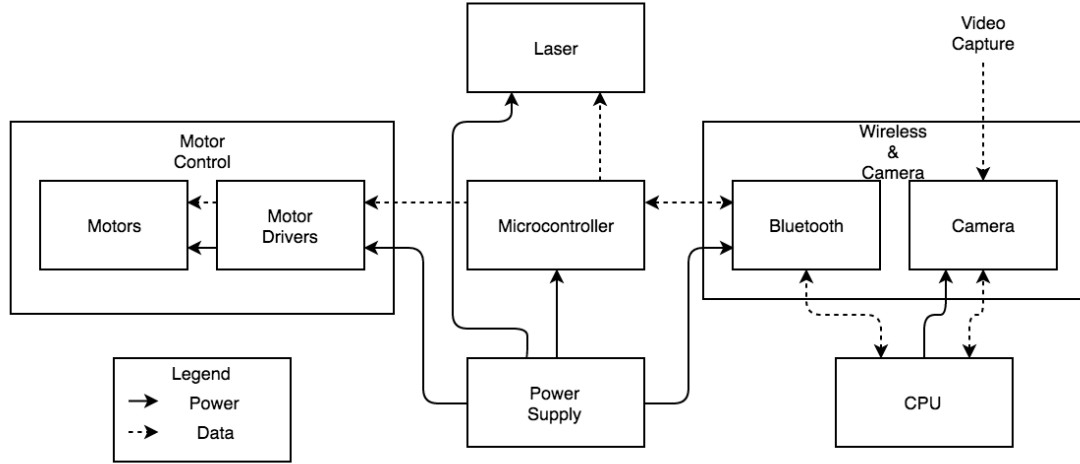 Laser
Video
Capture
Motor
Control
Wireless
&
Camera
Motors
Motor
Drivers
Microcontroller
Bluetooth
Camera
Legend
Power
Data
Power
Supply
CPU